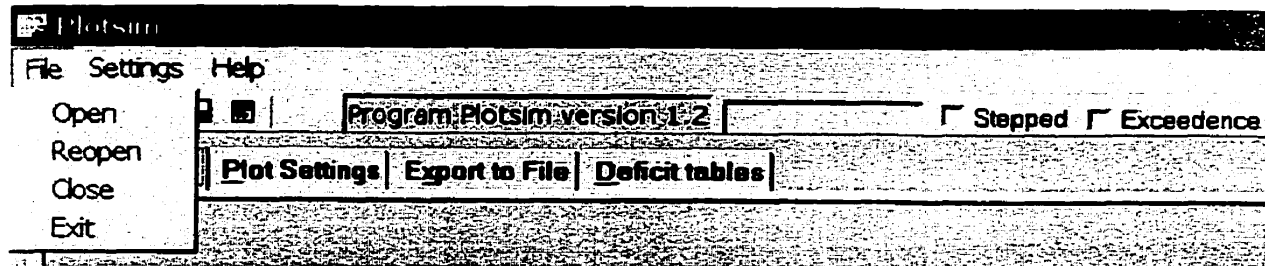 Plotsim
File Settings Help
Open
Program Plotsim version 1.2
Stepped Exceedence
Reopen
Plot Settings Export to File Deficit tables
Close
Exit